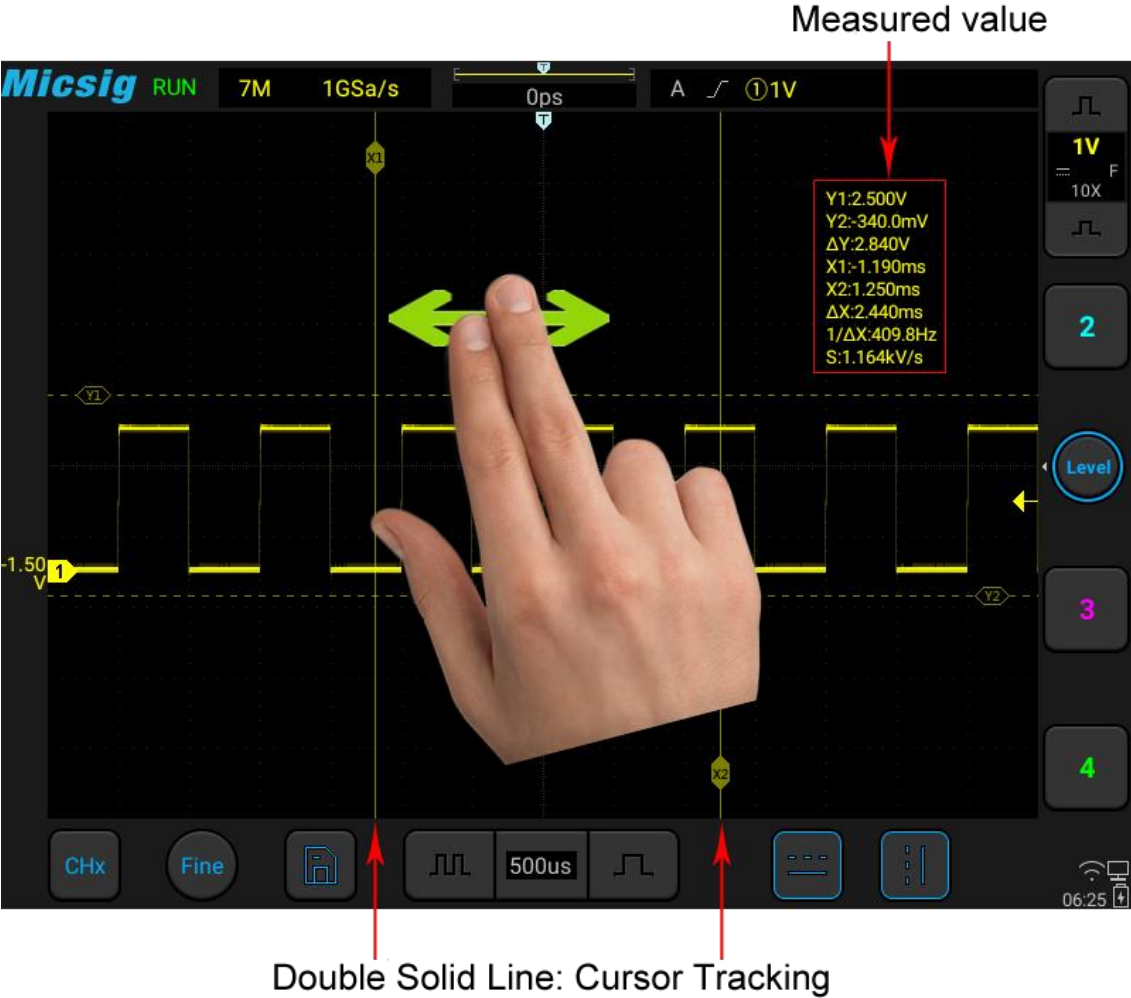 Measured value
Micsig RUN 7M 1GSa/s T 0ps A ①1V
T
X1
1V
F
10X
Y1:2.500V
Y2:-340.0mV
ΔY:2.840V
X1:-1.190ms
X2:1.250ms
ΔX:2.440ms
1/ΔX:409.8Hz
S:1.164kV/s
2
Y1
Level
-1.50
V
1
Y2
3
X2
4
CHx Fine 500us
06:25
Double Solid Line: Cursor Tracking